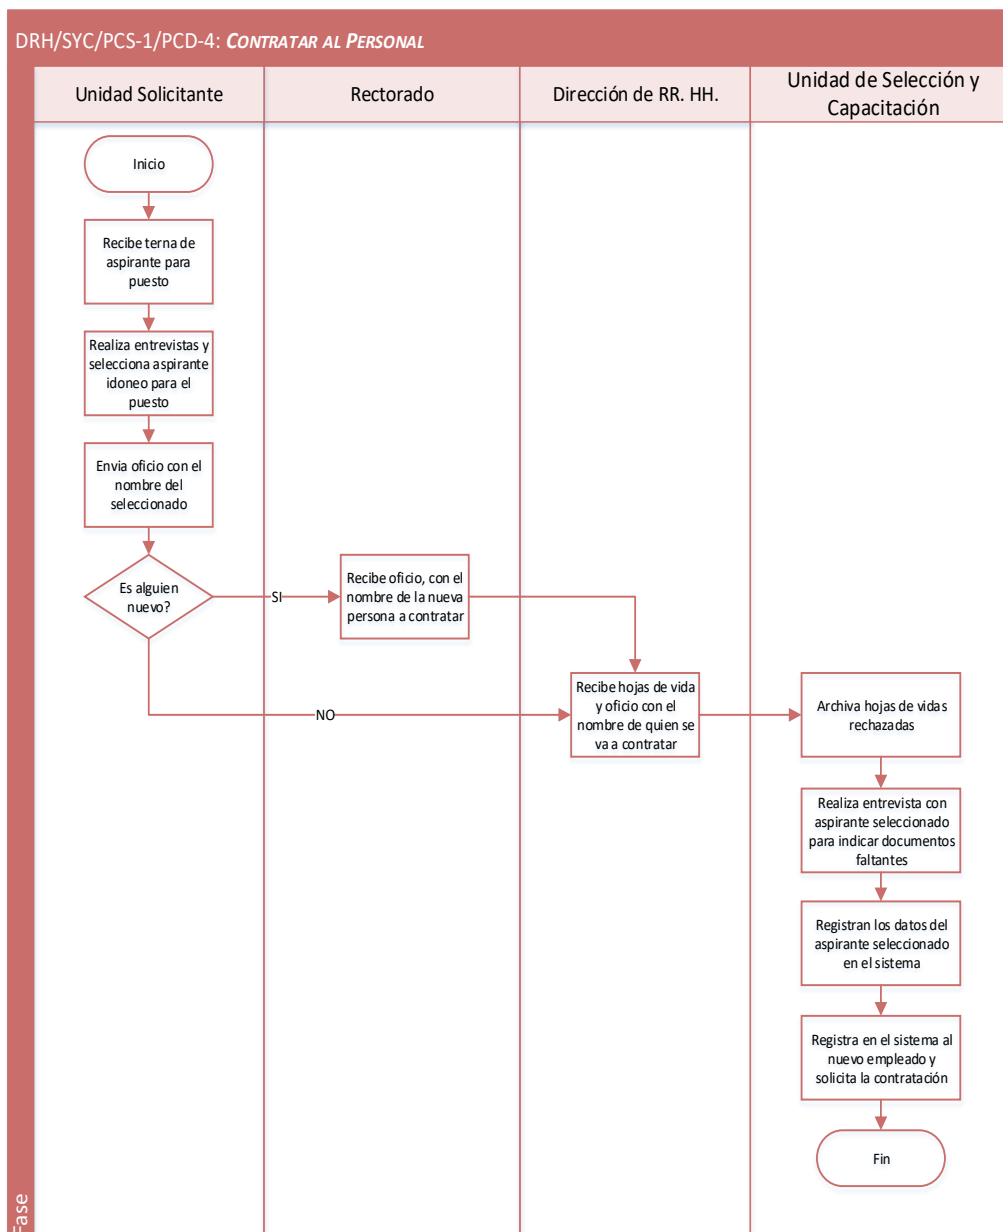 DRH/SYC/PCS-1/PCD-4: CONTRATAR AL PERSONAL
Unidad Solicitante
Rectorado
Dirección de RR. HH.
Unidad de Selección y
Capacitación
Inicio
Recibe terna de
aspirante para
puesto
Realiza entrevistas y
selecciona aspirante
idoneo para el
puesto
Envia oficio con el
nombre del
seleccionado
Es alguien
nuevo?
SI
Recibe oficio, con el
nombre de la nueva
persona a contratar
NO
Recibe hojas de vida
y oficio con el
nombre de quien se
va a contratar
Archiva hojas de vidas
rechazadas
Realiza entrevista con
aspirante seleccionado
para indicar documentos
faltantes
Registran los datos del
aspirante seleccionado
en el sistema
Registra en el sistema al
nuevo empleado y
solicita la contratación
Fin
Fase